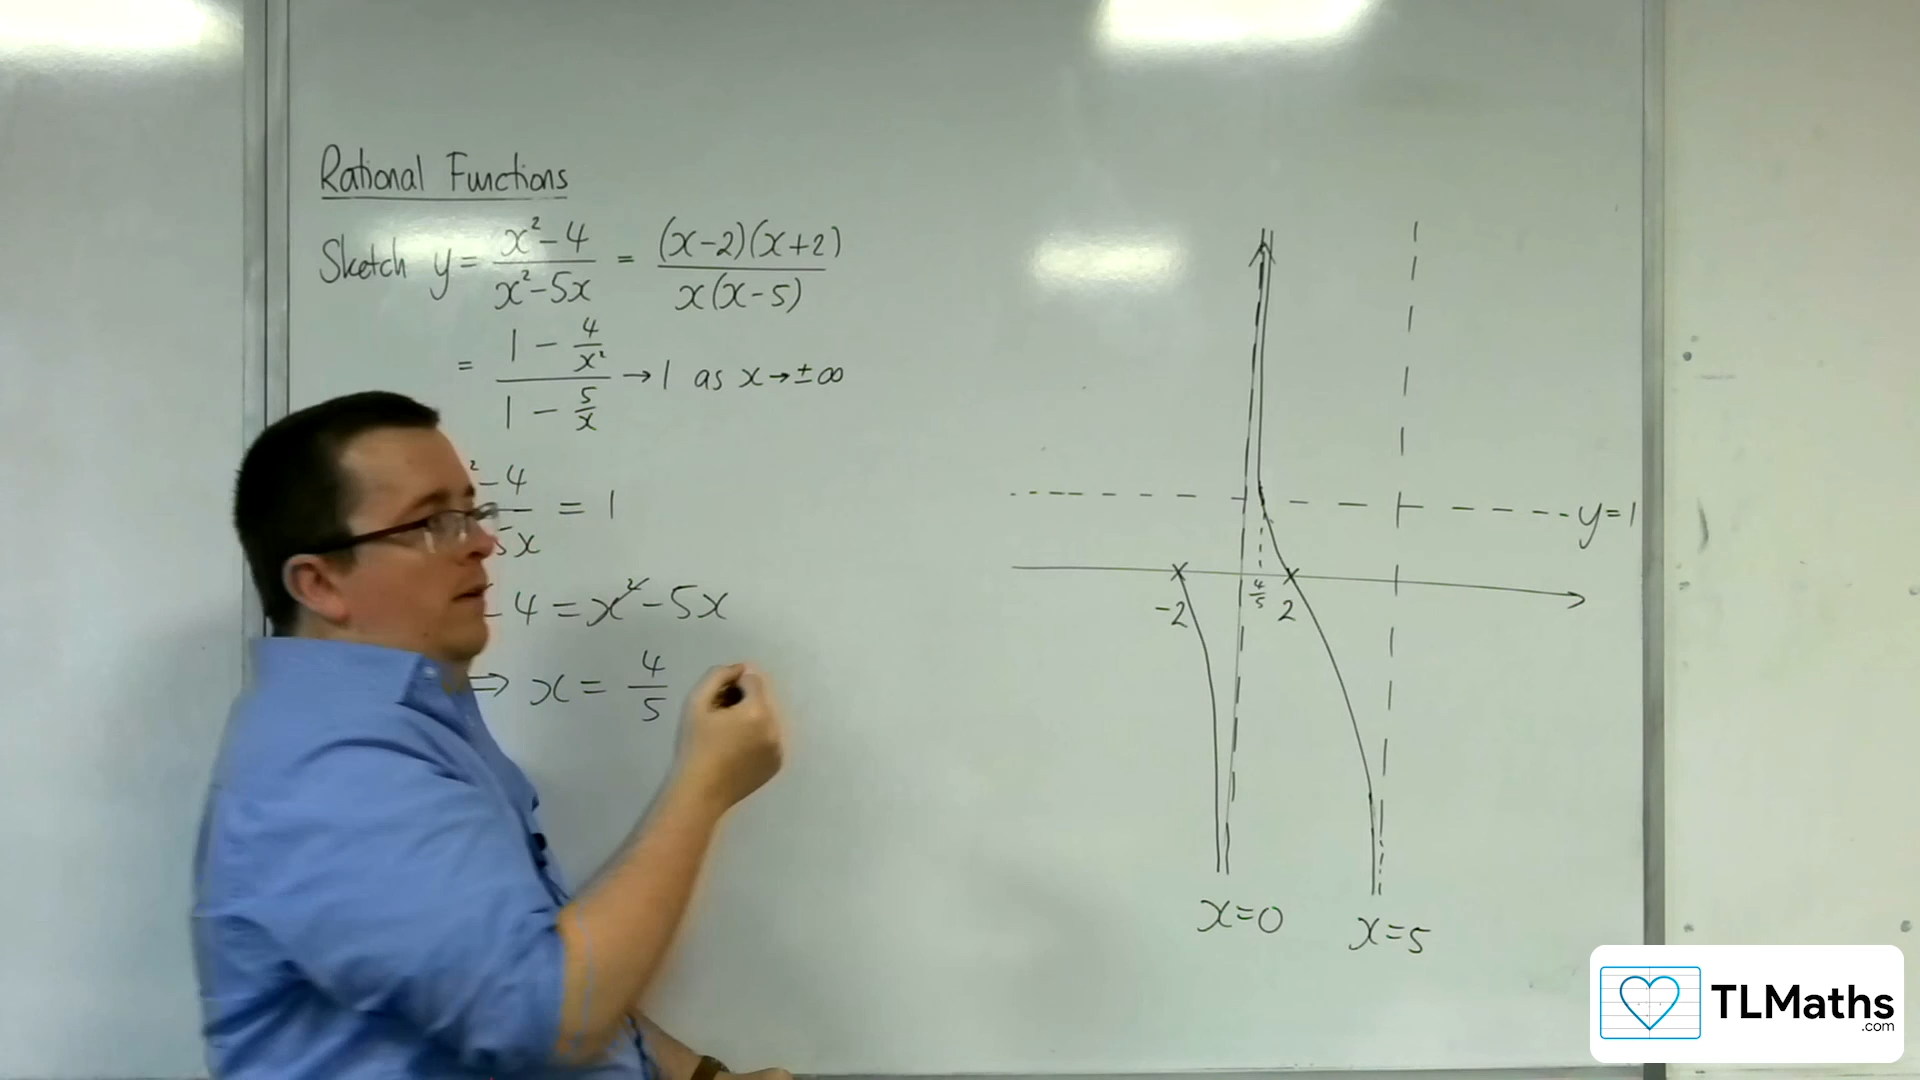 Rational Functions
Sketch y = (x²-4)/(x²-5x) = ((x-2)(x+2))/(x(x-5))
= (1 - 4/x²)/(1 - 5/x) → 1 as x → ±∞
²-4/5x = 1
-4 = x²-5x
⇒ x = 4/5
y=1
-2
4/5
2
x=0
x=5
TLMaths
.com